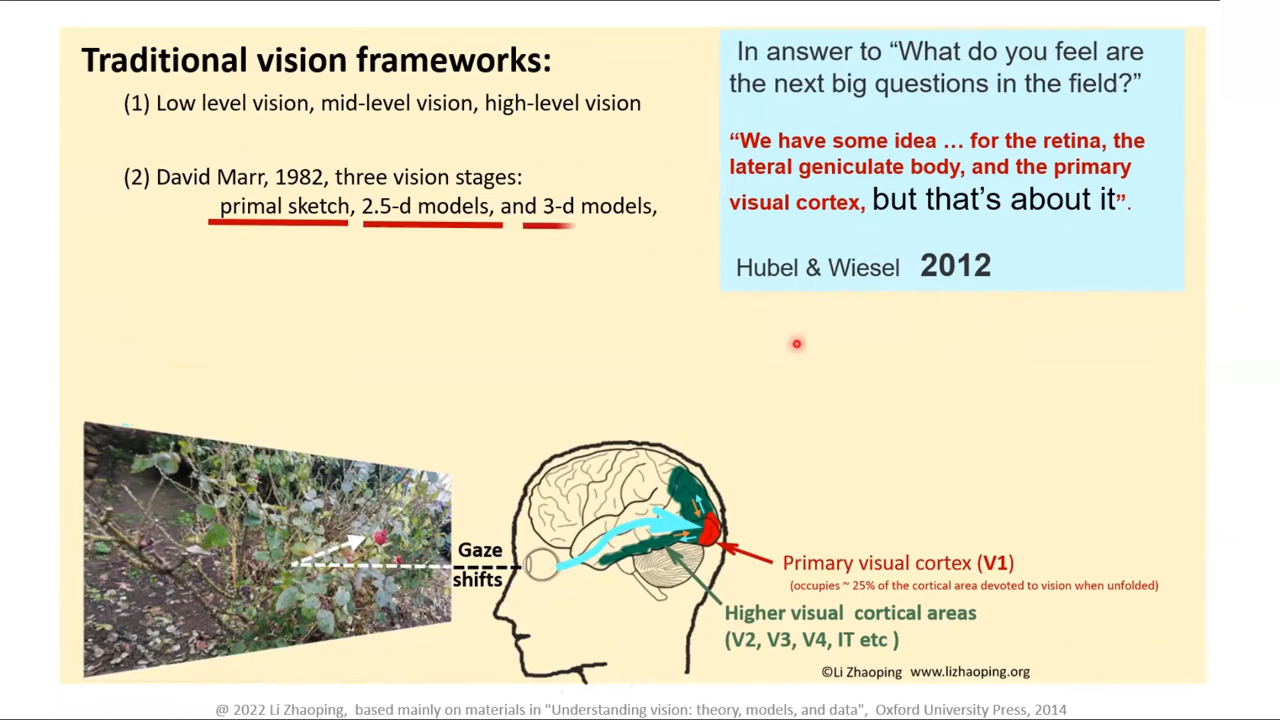 Traditional vision frameworks:
(1) Low level vision, mid-level vision, high-level vision
(2) David Marr, 1982, three vision stages:
primal sketch, 2.5-d models, and 3-d models,
In answer to “What do you feel are
the next big questions in the field?”
“We have some idea … for the retina, the
lateral geniculate body, and the primary
visual cortex, but that’s about it”.
Hubel & Wiesel 2012
Gaze
shifts
Primary visual cortex (V1)
(occupies ~ 25% of the cortical area devoted to vision when unfolded)
Higher visual cortical areas
(V2, V3, V4, IT etc )
©Li Zhaoping www.lizhaoping.org
@ 2022 Li Zhaoping, based mainly on materials in "Understanding vision: theory, models, and data", Oxford University Press, 2014